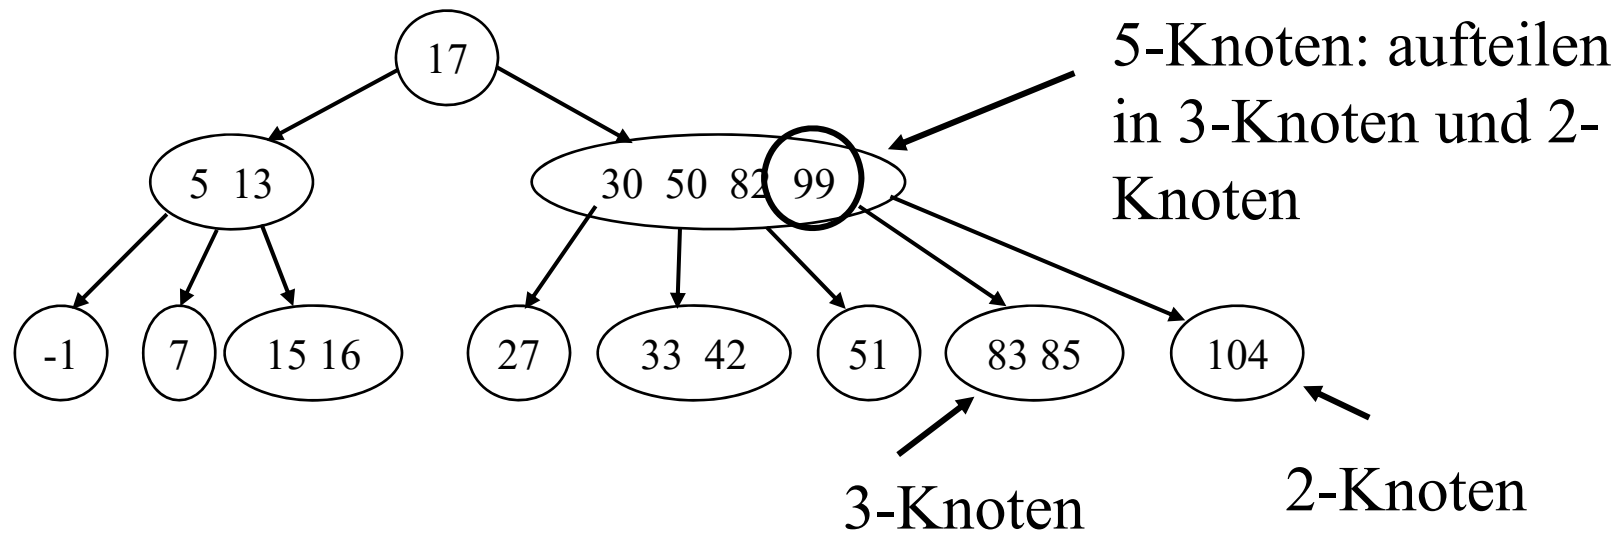 17
5-Knoten: aufteilen
in 3-Knoten und 2-
Knoten
5 13
30 50 82 99
-1
7
15 16
27
33 42
51
83 85
104
3-Knoten
2-Knoten